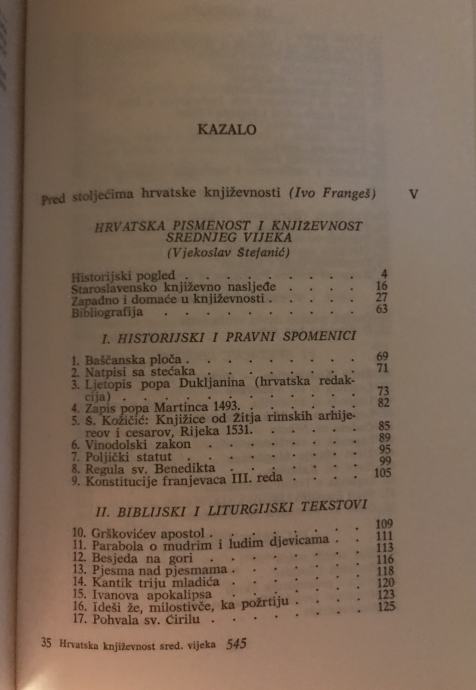 KAZALO
Pred stoljećima hrvatske književnosti (Ivo Frangeš) V
HRVATSKA PISMENOST I KNJIŽEVNOST
SREDNJEG VIJEKA
(Vjekoslav Štefanić)
Historijski pogled . . . . . . . . . 4
Staroslavensko književno nasljeđe . . . . . 16
Zapadno i domaće u književnosti . . . . . . 27
Bibliografija . . . . . . . . . 63
I. HISTORIJSKI I PRAVNI SPOMENICI
1. Baščanska ploča . . . . . . . . 69
2. Natpisi sa stećaka . . . . . . . 71
3. Ljetopis popa Dukljanina (hrvatska redak-
cija) . . . . . . . . . . 73
4. Zapis popa Martinca 1493. . . . . . . 82
5. Š. Kožičić: Knjižice od žitja rimskih arhije-
reov i cesarov, Rijeka 1531. . . . . . 85
6. Vinodolski zakon . . . . . . . 89
7. Poljički statut . . . . . . . . 95
8. Regula sv. Benedikta . . . . . . 99
9. Konstitucije franjevaca III. reda . . . . 105
II. BIBLIJSKI I LITURGIJSKI TEKSTOVI
10. Grškovićev apostol . . . . . . . 109
11. Parabola o mudrim i ludim djevicama . . . 111
12. Besjeda na gori . . . . . . . 113
13. Pjesma nad pjesmama . . . . . . 116
14. Kantik triju mladića . . . . . . 118
15. Ivanova apokalipsa . . . . . . 120
16. Ideši že, milostivče, ka požrtiju . . . . 123
17. Pohvala sv. Ćirilu . . . . . . . 125
35 Hrvatska književnost sred. vijeka 545